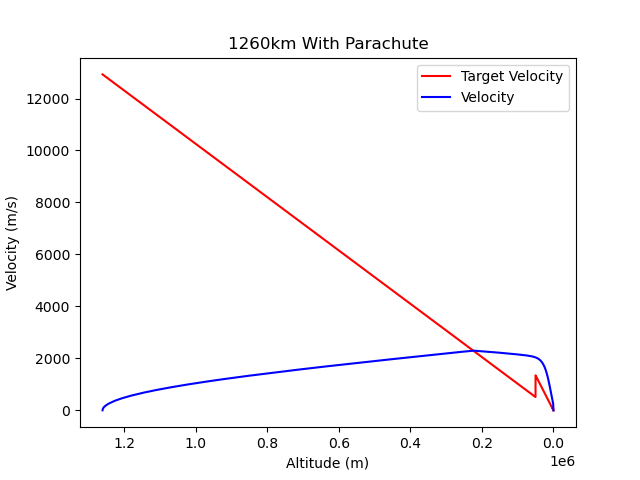 1260km With Parachute
Target Velocity
Velocity
12000
10000
8000
6000
4000
2000
0
Velocity (m/s)
1.2 1.0 0.8 0.6 0.4 0.2 0.0
1e6
Altitude (m)